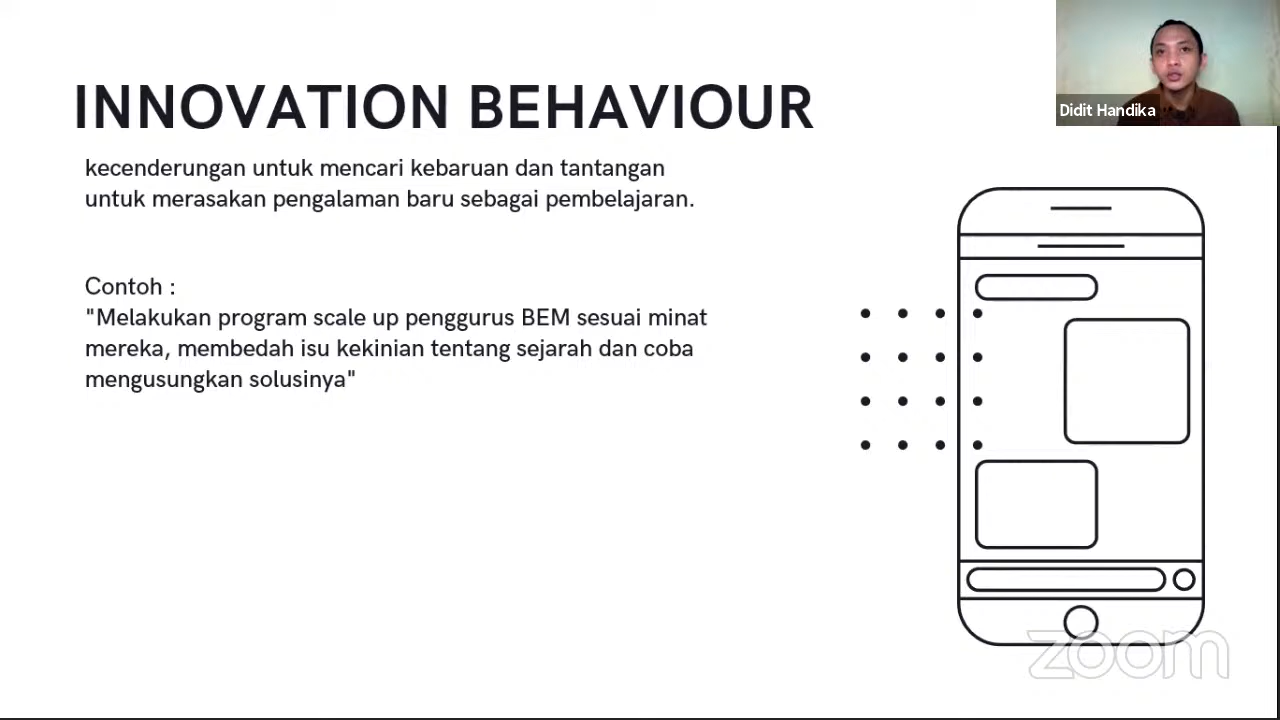 INNOVATION BEHAVIOUR
kecenderungan untuk mencari kebaruan dan tantangan
untuk merasakan pengalaman baru sebagai pembelajaran.
Contoh :
"Melakukan program scale up penggurus BEM sesuai minat
mereka, membedah isu kekinian tentang sejarah dan coba
mengusungkan solusinya"
Didit Handika
zoom